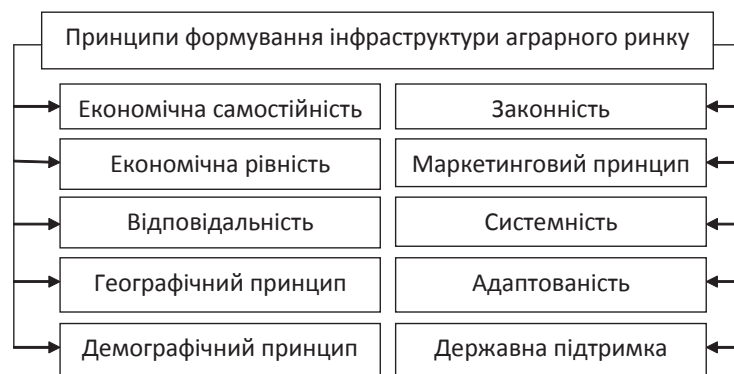 Принципи формування інфраструктури аграрного ринку
Економічна самостійність
Законність
Економічна рівність
Маркетинговий принцип
Відповідальність
Системність
Географічний принцип
Адаптованість
Демографічний принцип
Державна підтримка